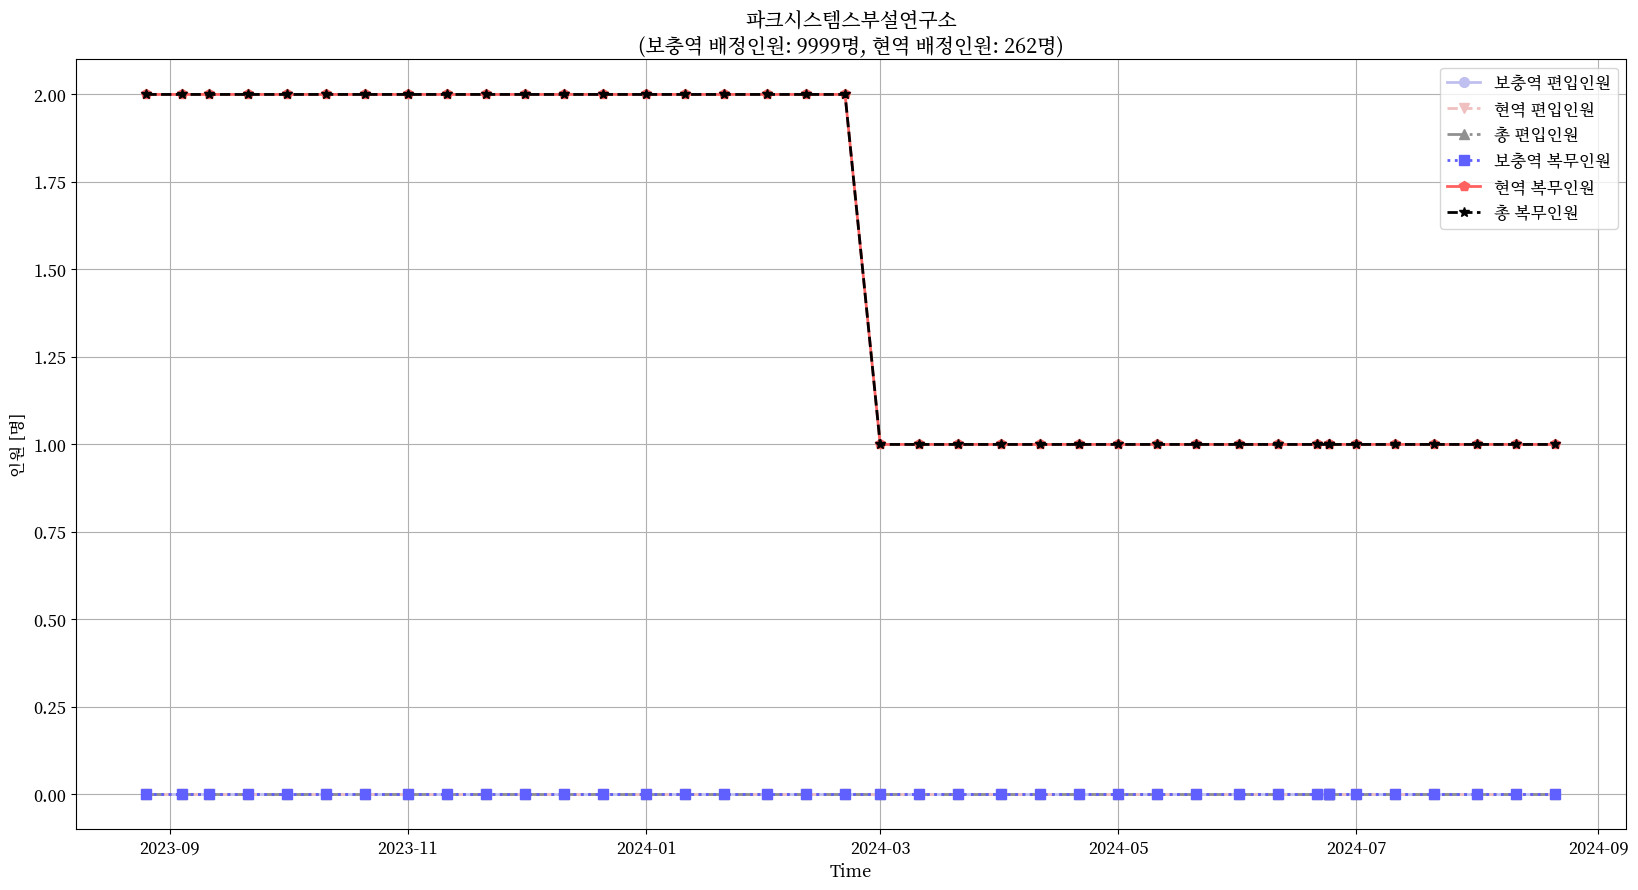 파크시스템스부설연구소
(보충역 배정인원: 9999명, 현역 배정인원: 262명)
보충역 편입인원
현역 편입인원
총 편입인원
보충역 복무인원
현역 복무인원
총 복무인원
인원 [명]
2.00
1.75
1.50
1.25
1.00
0.75
0.50
0.25
0.00
2023-09
2023-11
2024-01
2024-03
2024-05
2024-07
2024-09
Time